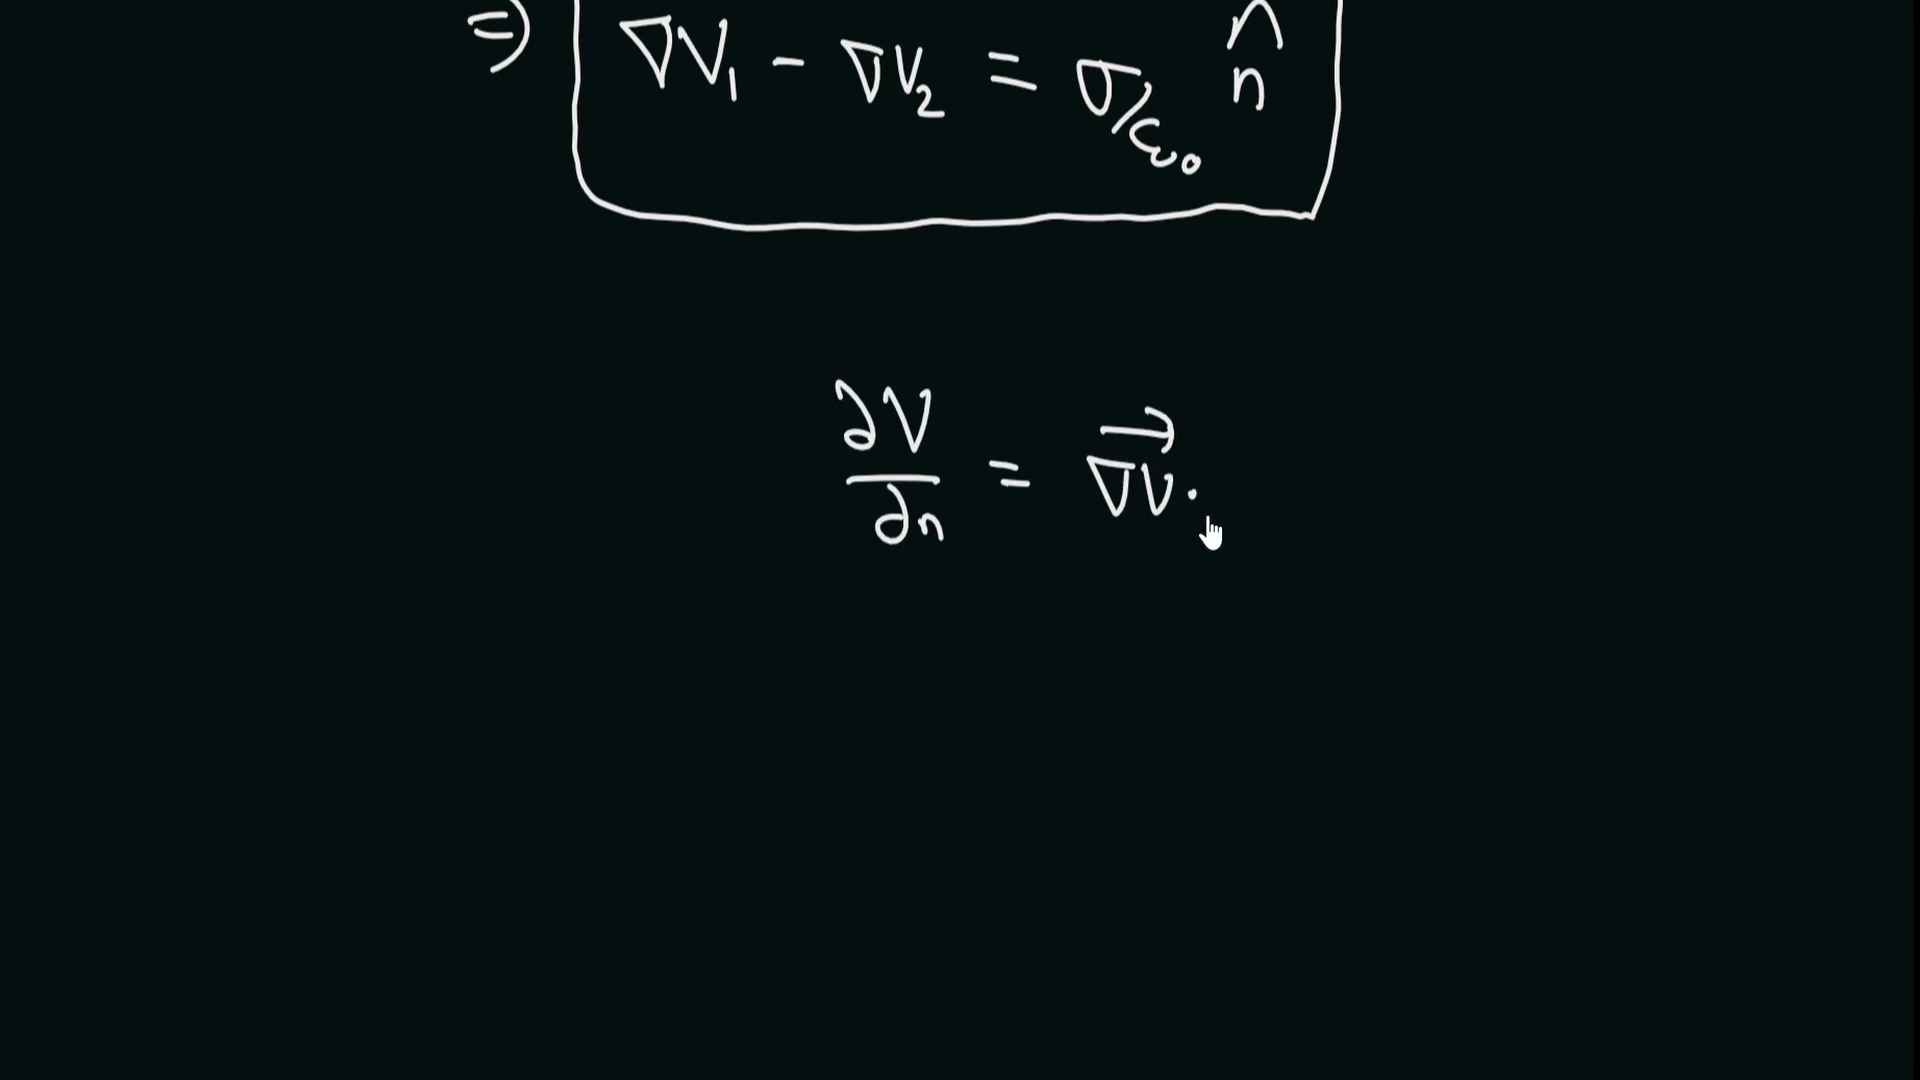 ⇒ ∇V₁ - ∇V₂ = σ/ε₀ n̂
∂V/∂n = ∇⃗V ·